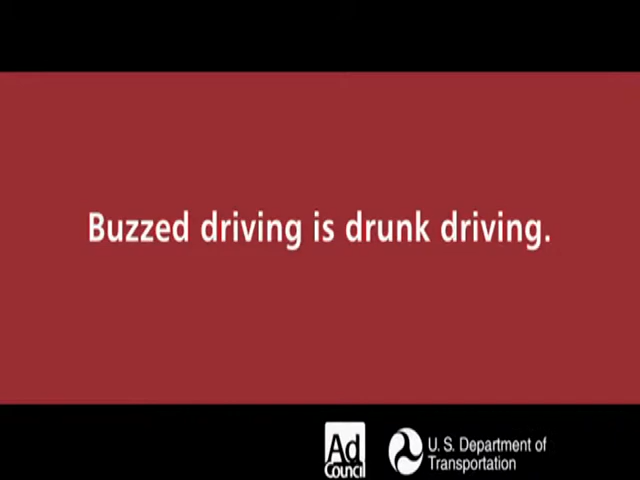 Buzzed driving is drunk driving.
Ad
Council
U. S. Department of
Transportation